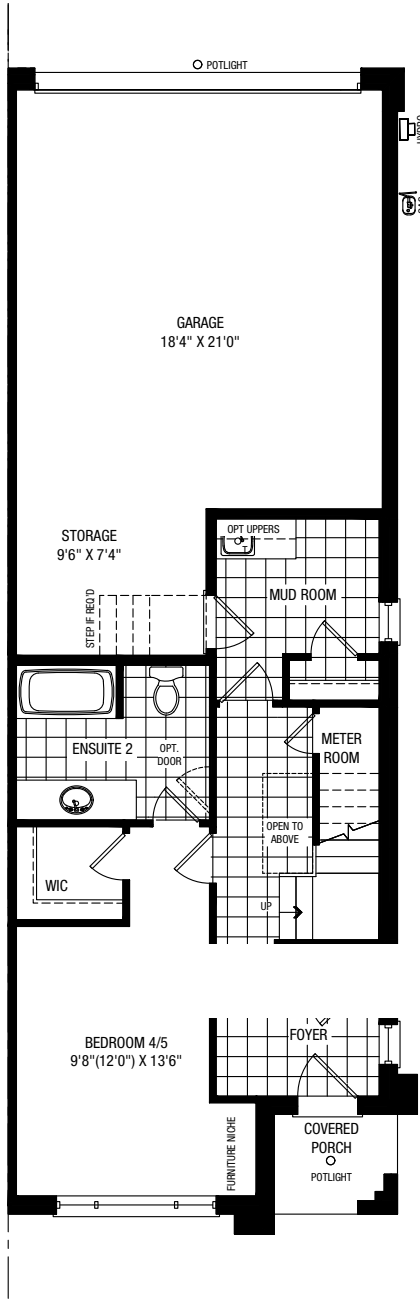 POTLIGHT
HYDRO
GARAGE
18'4" X 21'0"
STORAGE
9'6" X 7'4"
STEP IF REQ'D
OPT UPPERS
T
MUD ROOM
ENSUITE 2
OPT.
DOOR
METER
ROOM
OPEN TO
ABOVE
WIC
UP
FOYER
BEDROOM 4/5
9'8"(12'0") X 13'6"
FURNITURE NICHE
COVERED
PORCH
POTLIGHT